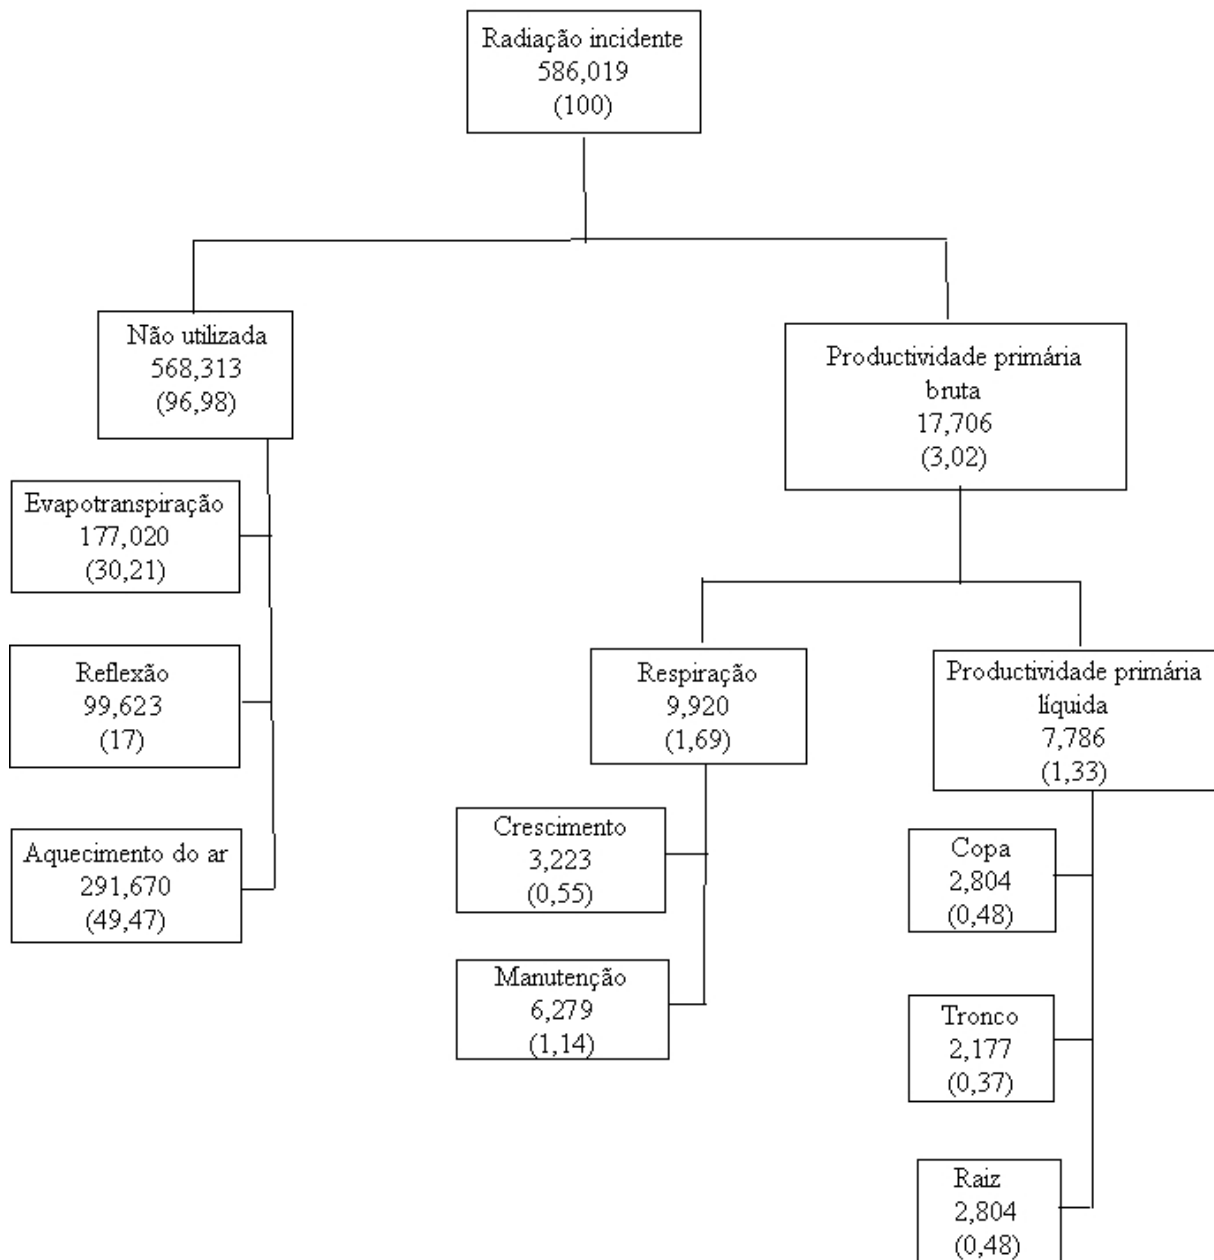 Radiação incidente
586,019
(100)
Não utilizada
568,313
(96,98)
Productividade primária
bruta
17,706
(3,02)
Evapotranspiração
177,020
(30,21)
Reflexão
99,623
(17)
Aquecimento do ar
291,670
(49,47)
Respiração
9,920
(1,69)
Productividade primária
líquida
7,786
(1,33)
Crescimento
3,223
(0,55)
Manutenção
6,279
(1,14)
Copa
2,804
(0,48)
Tronco
2,177
(0,37)
Raiz
2,804
(0,48)